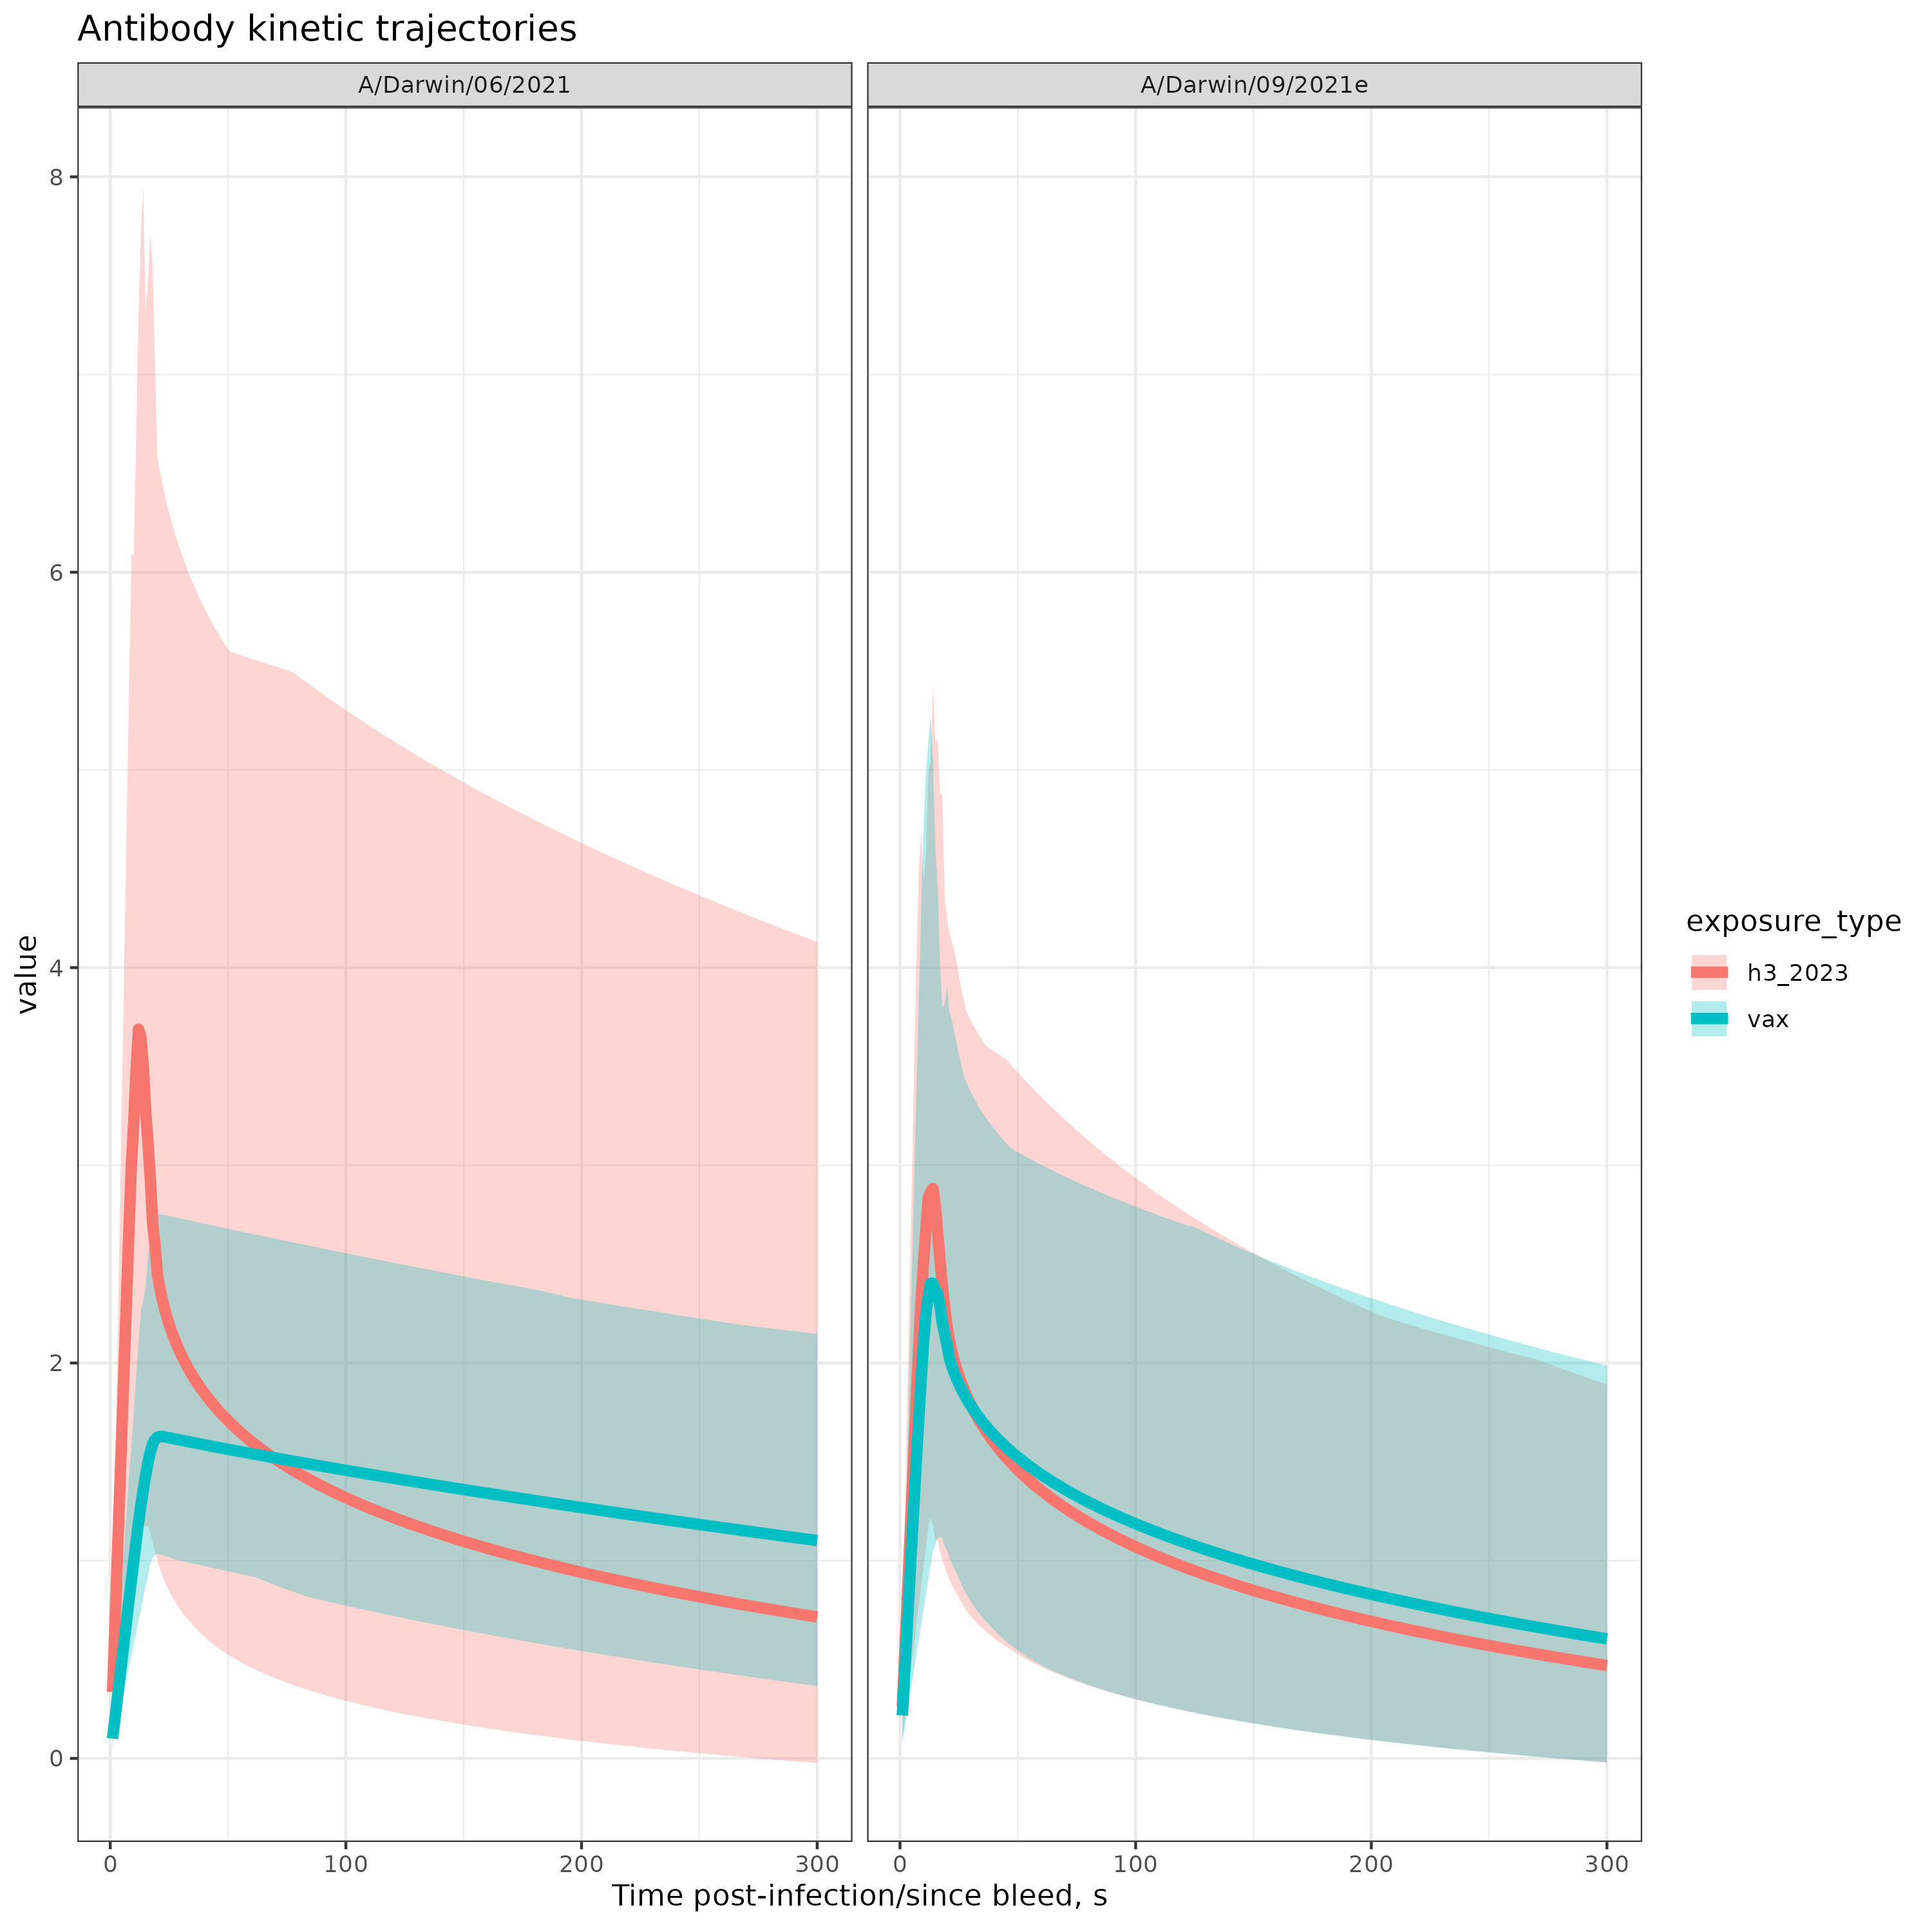 Antibody kinetic trajectories
A/Darwin/06/2021
A/Darwin/09/2021e
8
6
4
2
0
value
0 100 200 300
0 100 200 300
Time post-infection/since bleed, s
exposure_type
h3_2023
vax